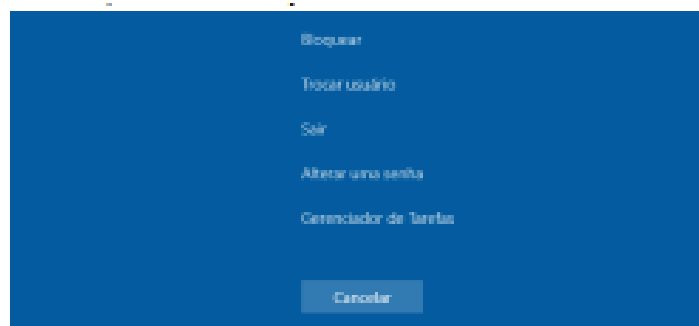 Bloquear
Trocar usuário
Sair
Alterar uma senha
Gerenciador de Tarefas
Cancelar